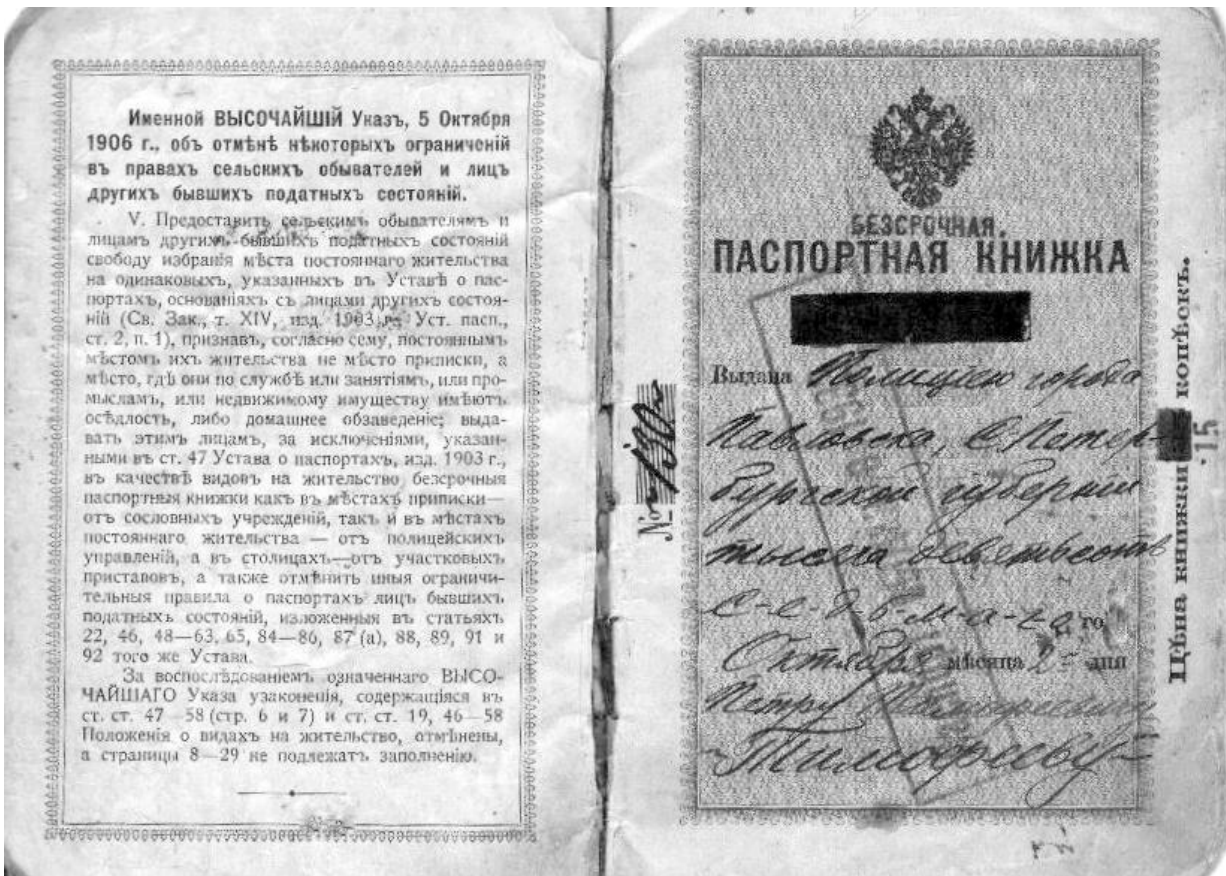 Именной ВЫСОЧАЙШІЙ Указъ, 5 Октября
1906 г., объ отмѣнѣ нѣкоторыхъ ограниченій
въ правахъ сельскихъ обывателей и лицъ
другихъ бывшихъ податныхъ состояній.
V. Предоставить сельскимъ обывателямъ и
лицамъ другихъ бывшихъ податныхъ состояній
свободу избранія мѣста постояннаго жительства
на одинаковыхъ, указанныхъ въ Уставѣ о пас-
портахъ, основаніяхъ съ лицами другихъ состоя-
ній (Св. Зак., т. XIV, изд. 1903 г. Уст. пасп.,
ст. 2, п. 1), признавъ, согласно сему, постояннымъ
мѣстомъ ихъ жительства не мѣсто приписки, а
мѣсто, гдѣ они по службѣ или занятіямъ, или про-
мысламъ, или недвижимому имуществу имѣютъ
осѣдлость, либо домашнее обзаведеніе; выда-
вать этимъ лицамъ, за исключеніями, указан-
ными въ ст. 47 Устава о паспортахъ, изд. 1903 г.,
въ качествѣ видовъ на жительство безсрочныя
паспортныя книжки какъ въ мѣстахъ приписки—
отъ сословныхъ учрежденій, такъ и въ мѣстахъ
постояннаго жительства — отъ полицейскихъ
управленій, а въ столицахъ—отъ участковыхъ
приставовъ, а также отмѣнить иныя ограничи-
тельныя правила о паспортахъ лицъ бывшихъ
податныхъ состояній, изложенныя въ статьяхъ
22, 46, 48—63, 65, 84—86, 87 (а), 88, 89, 91 и
92 того же Устава.
За воспослѣдованіемъ означеннаго ВЫСО-
ЧАЙШАГО Указа узаконенія, содержащіяся въ
ст. ст. 47—58 (стр. 6 и 7) и ст. ст. 19, 46—58
Положенія о видахъ на жительство, отмѣнены,
а страницы 8—29 не подлежатъ заполненію.
№ 130
БЕЗСРОЧНАЯ
ПАСПОРТНАЯ КНИЖКА
Выдана Полиціею города
Павловска, С. Петер-
бургской губерніи
тысяча девятьсотъ
с-е-д-ь-м-а-го го
Октября мѣсяца 2 дня
Петру
Тимофееву
Цѣна книжки 15 копѣекъ.